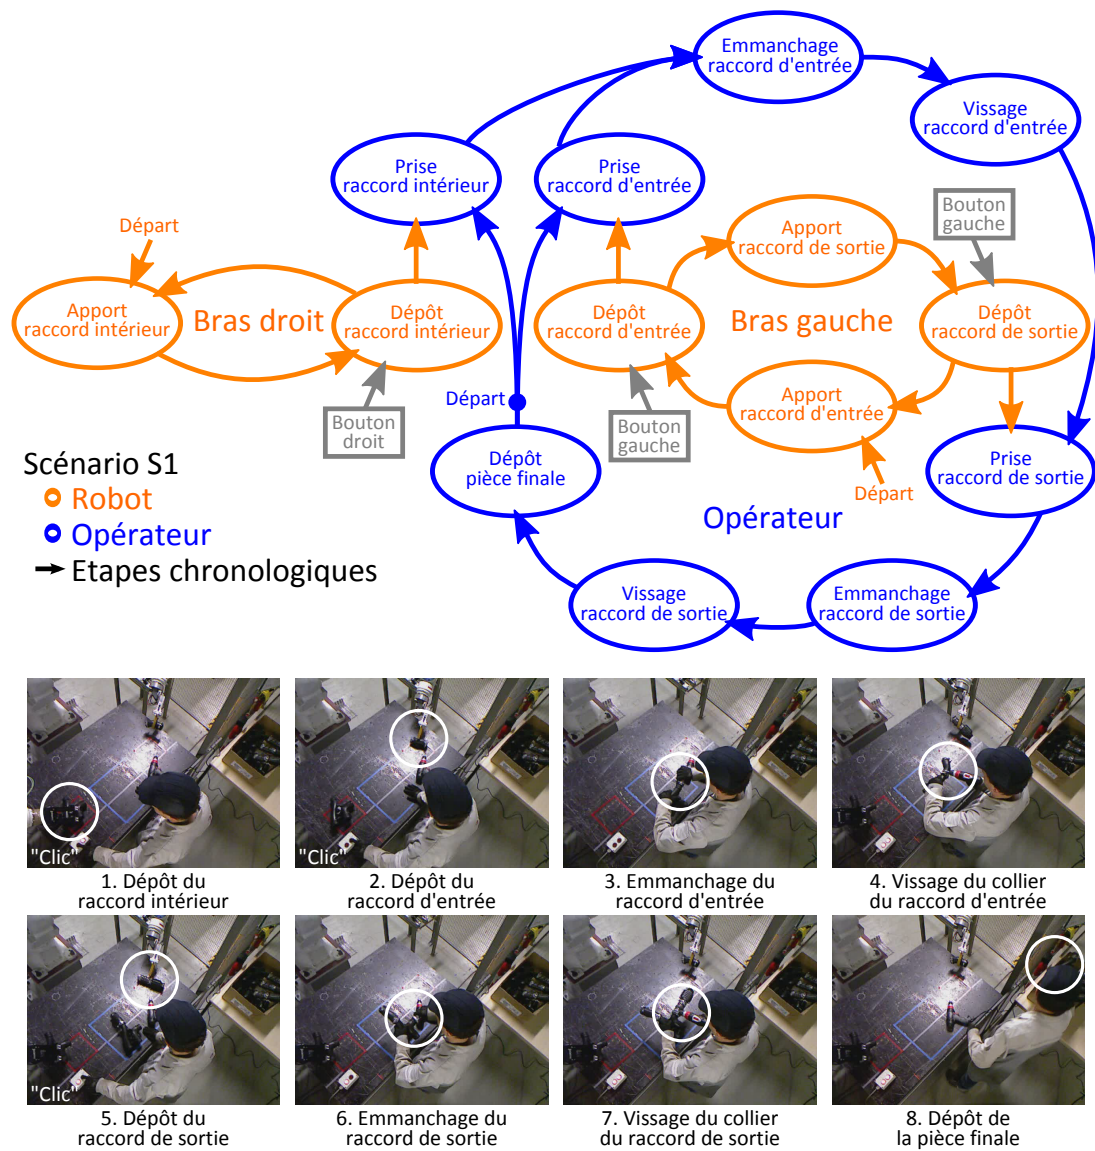 Emmanchage
raccord d'entrée
Vissage
raccord d'entrée
Prise
raccord intérieur
Prise
raccord d'entrée
Départ
Apport
raccord de sortie
Bouton
gauche
Apport
raccord intérieur
Bras droit
Dépôt
raccord intérieur
Dépôt
raccord d'entrée
Bras gauche
Dépôt
raccord de sortie
Départ
Bouton
droit
Bouton
gauche
Apport
raccord d'entrée
Dépôt
pièce finale
Départ
Prise
raccord de sortie
Scénario S1
Robot
Opérateur
Etapes chronologiques
Opérateur
Vissage
raccord de sortie
Emmanchage
raccord de sortie
"Clic"
1. Dépôt du
raccord intérieur
"Clic"
2. Dépôt du
raccord d'entrée
3. Emmanchage du
raccord d'entrée
4. Vissage du collier
du raccord d'entrée
"Clic"
5. Dépôt du
raccord de sortie
6. Emmanchage du
raccord de sortie
7. Vissage du collier
du raccord de sortie
8. Dépôt de
la pièce finale